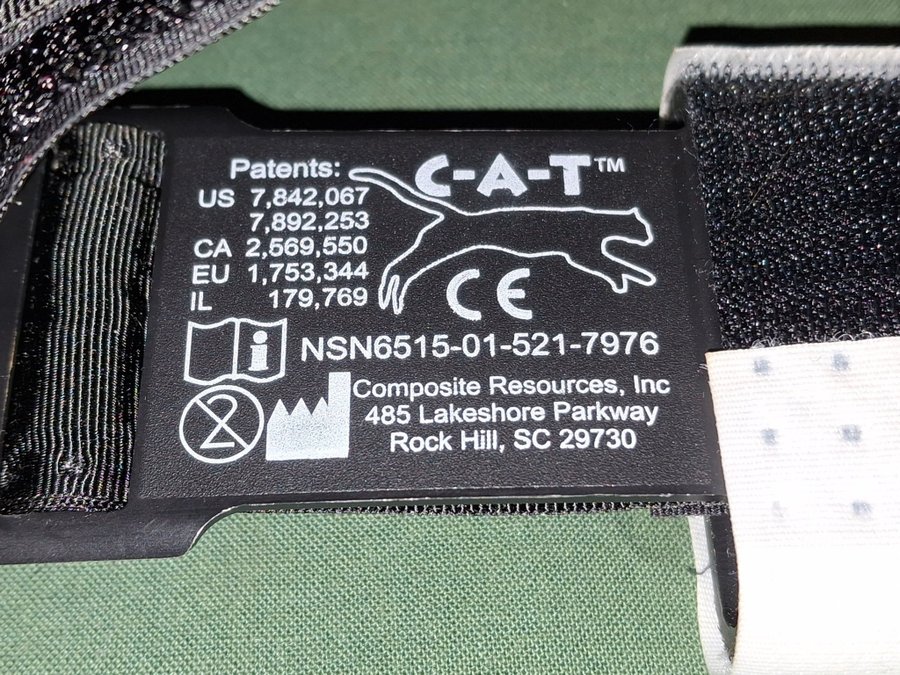 C-A-T™
Patents:
US 7,842,067
7,892,253
CA 2,569,550
EU 1,753,344
IL 179,769
CE
i NSN6515-01-521-7976
2
Composite Resources, Inc
485 Lakeshore Parkway
Rock Hill, SC 29730